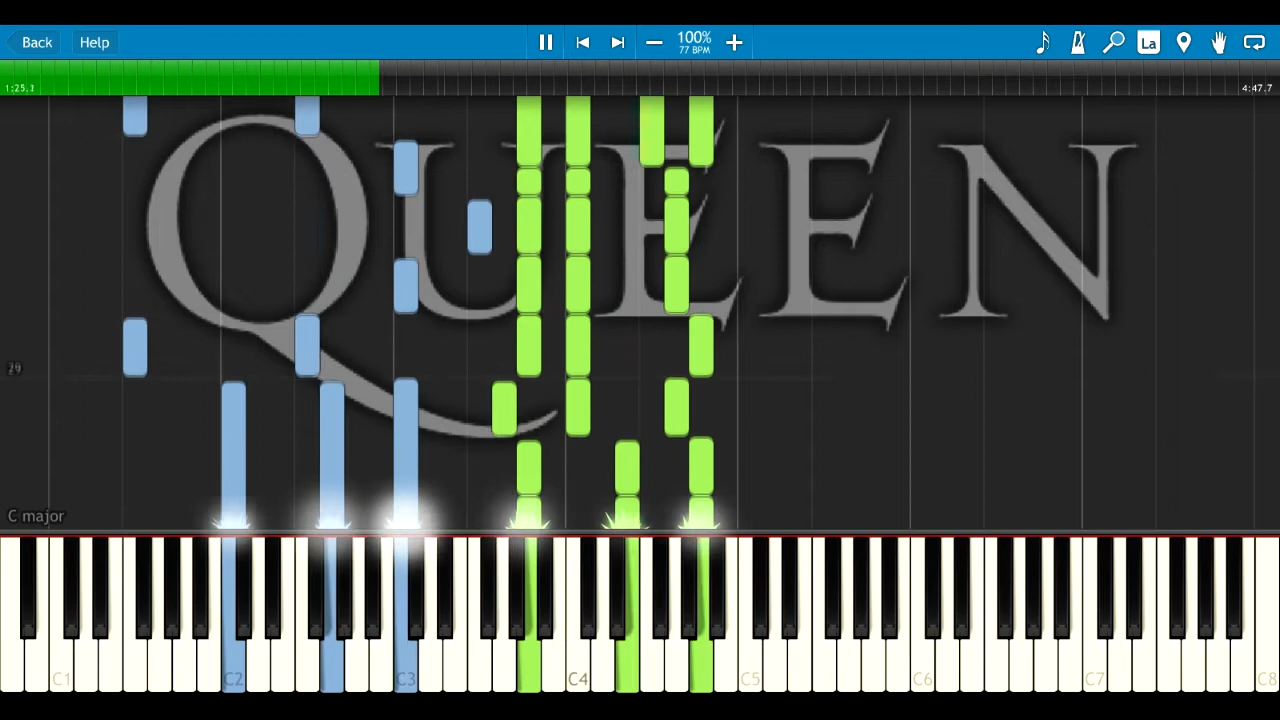 Back Help 100% La
77 BPM
1:25.1 4:47.7
QUEEN
29
C major
C1 C2 C3 C4 C5 C6 C7 C8